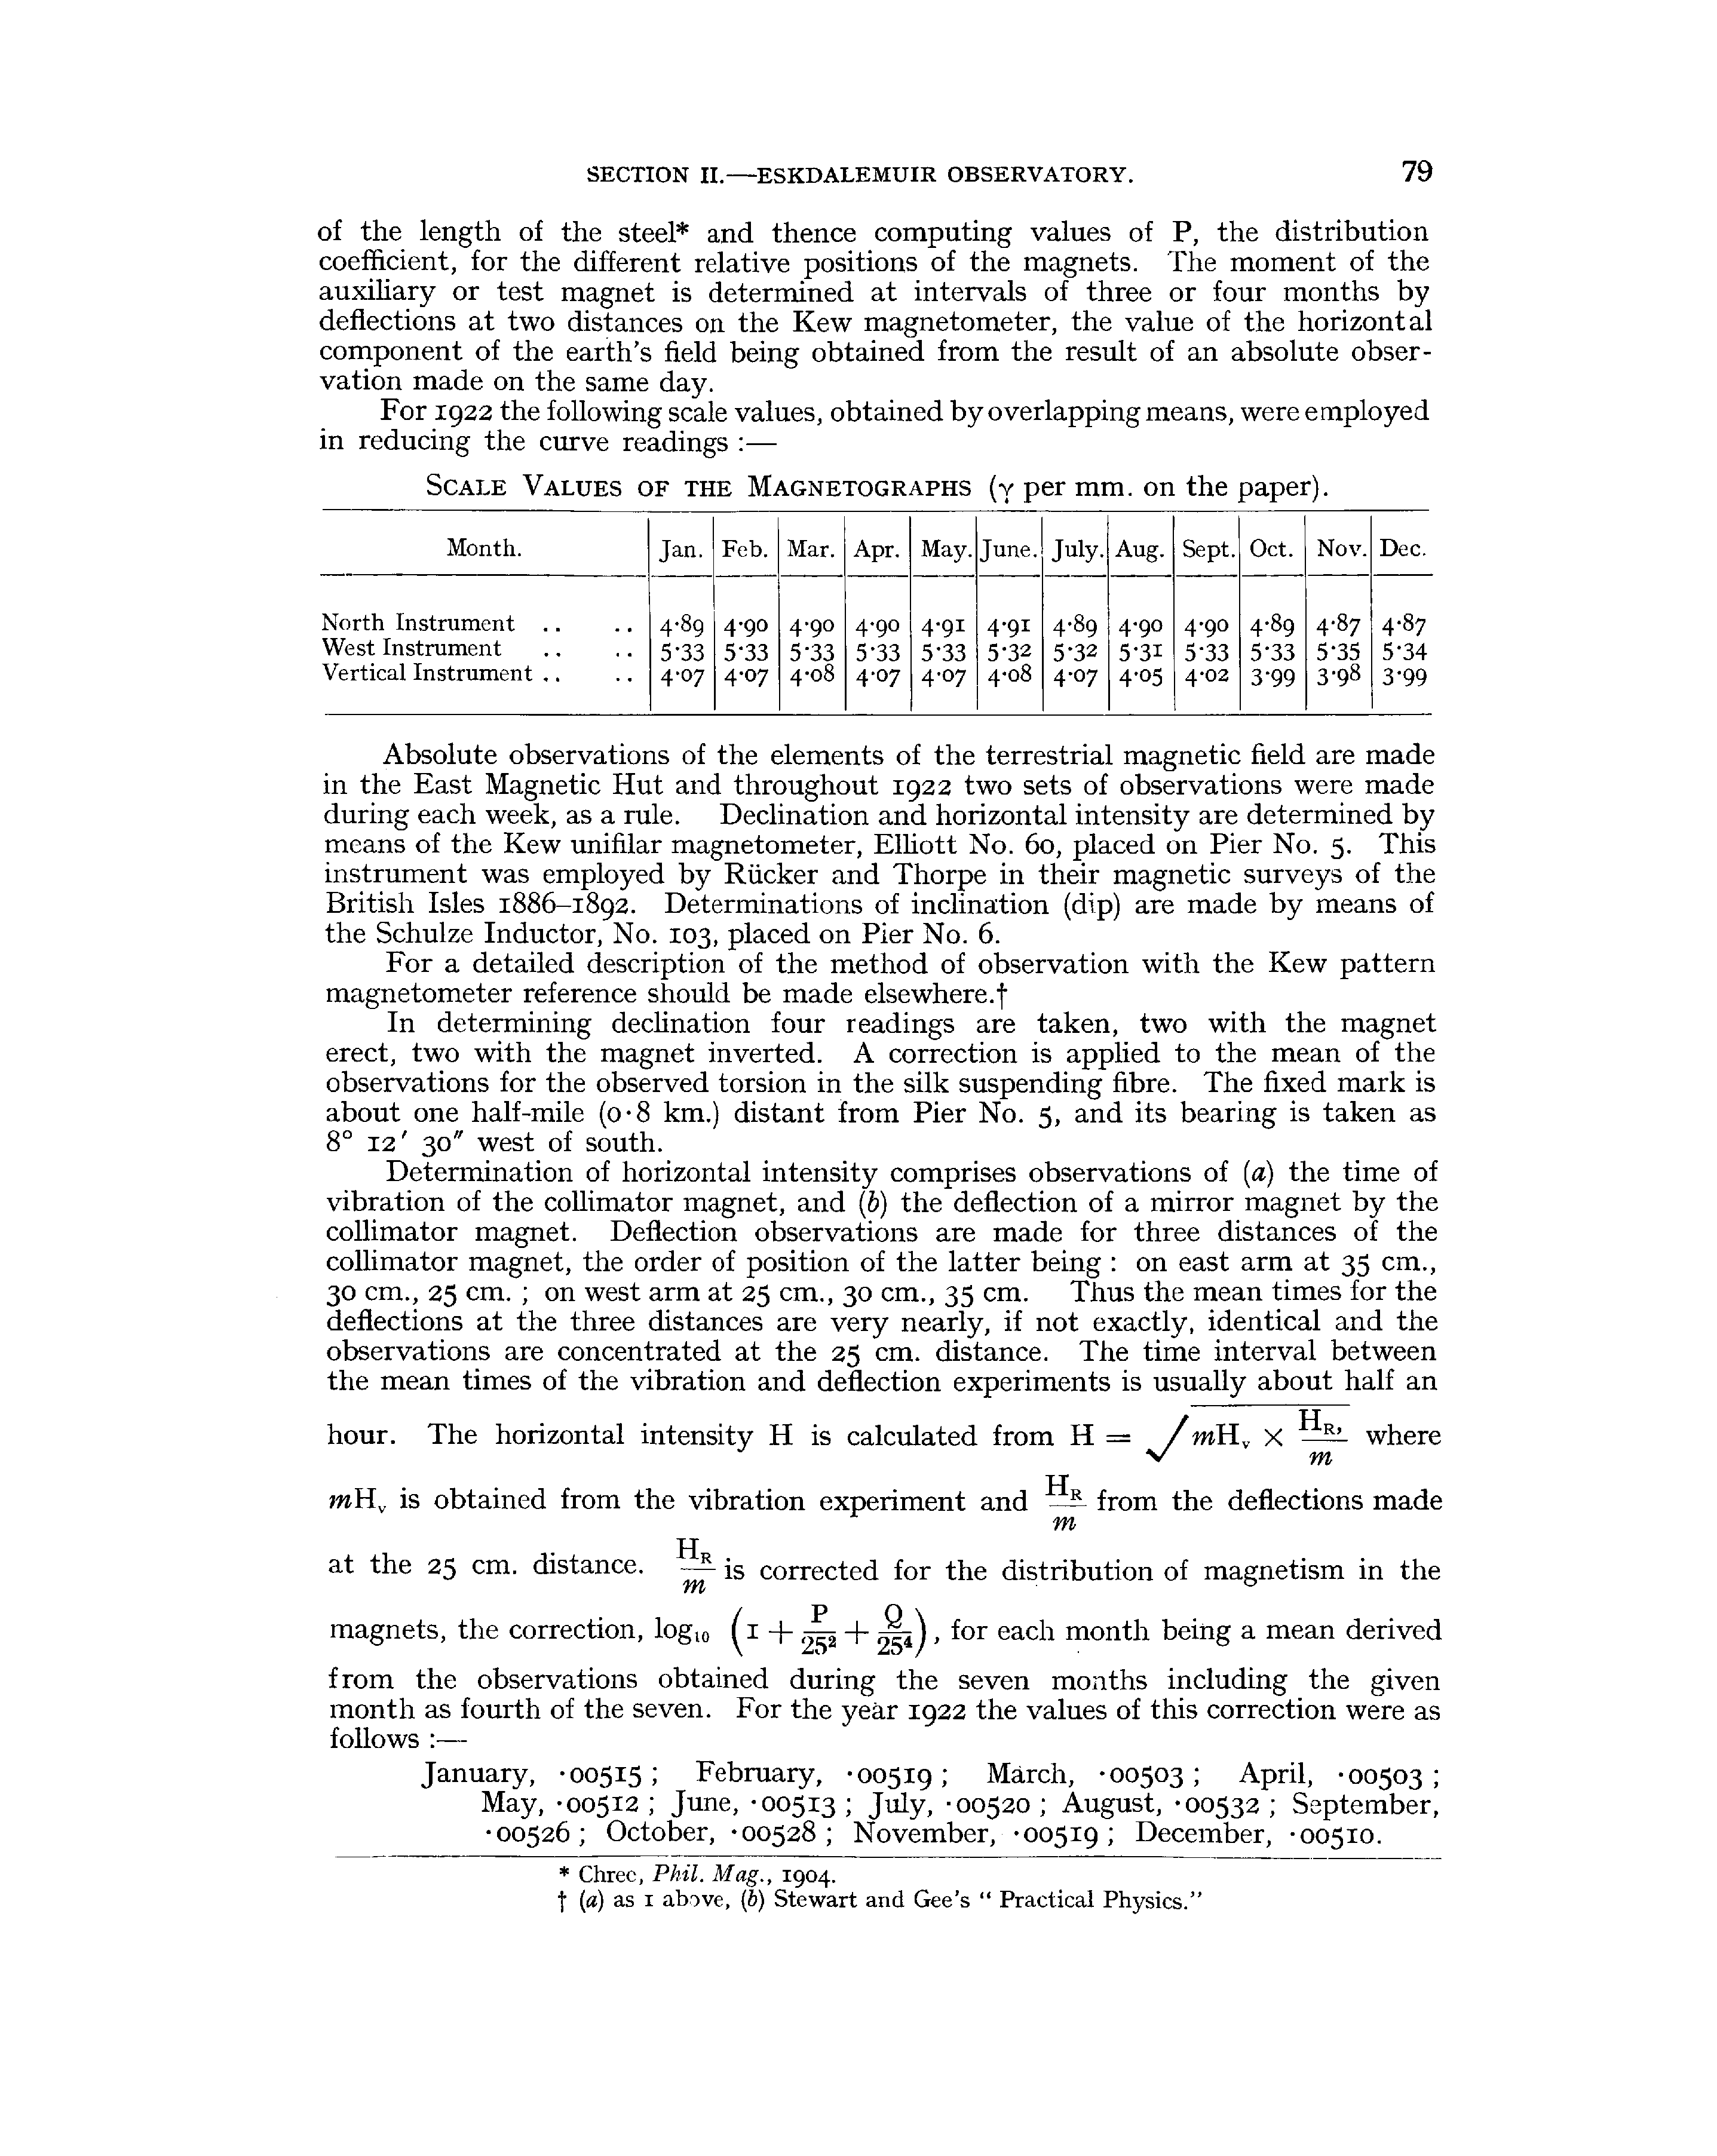 SECTION II.—ESKDALEMUIR OBSERVATORY. 79
of the length of the steel* and thence computing values of P, the distribution
coefficient, for the different relative positions of the magnets. The moment of the
auxiliary or test magnet is determined at intervals of three or four months by
deflections at two distances on the Kew magnetometer, the value of the horizontal
component of the earth's field being obtained from the result of an absolute obser-
vation made on the same day.
For 1922 the following scale values, obtained by overlapping means, were employed
in reducing the curve readings :—
SCALE VALUES OF THE MAGNETOGRAPHS (γ per mm. on the paper).
Month. Jan. Feb. Mar. Apr. May. June. July. Aug. Sept. Oct. Nov. Dec.
North Instrument .. .. 4·89 4·90 4·90 4·90 4·91 4·91 4·89 4·90 4·90 4·89 4·87 4·87
West Instrument .. .. 5·33 5·33 5·33 5·33 5·33 5·32 5·32 5·31 5·33 5·33 5·35 5·34
Vertical Instrument .. .. 4·07 4·07 4·08 4·07 4·07 4·08 4·07 4·05 4·02 3·99 3·98 3·99
Absolute observations of the elements of the terrestrial magnetic field are made
in the East Magnetic Hut and throughout 1922 two sets of observations were made
during each week, as a rule. Declination and horizontal intensity are determined by
means of the Kew unifilar magnetometer, Elliott No. 60, placed on Pier No. 5. This
instrument was employed by Rücker and Thorpe in their magnetic surveys of the
British Isles 1886–1892. Determinations of inclination (dip) are made by means of
the Schulze Inductor, No. 103, placed on Pier No. 6.
For a detailed description of the method of observation with the Kew pattern
magnetometer reference should be made elsewhere.†
In determining declination four readings are taken, two with the magnet
erect, two with the magnet inverted. A correction is applied to the mean of the
observations for the observed torsion in the silk suspending fibre. The fixed mark is
about one half-mile (0·8 km.) distant from Pier No. 5, and its bearing is taken as
8° 12′ 30″ west of south.
Determination of horizontal intensity comprises observations of (a) the time of
vibration of the collimator magnet, and (b) the deflection of a mirror magnet by the
collimator magnet. Deflection observations are made for three distances of the
collimator magnet, the order of position of the latter being : on east arm at 35 cm.,
30 cm., 25 cm. ; on west arm at 25 cm., 30 cm., 35 cm. Thus the mean times for the
deflections at the three distances are very nearly, if not exactly, identical and the
observations are concentrated at the 25 cm. distance. The time interval between
the mean times of the vibration and deflection experiments is usually about half an
hour. The horizontal intensity H is calculated from H = √(mHᵥ × H_R/m), where
mHᵥ is obtained from the vibration experiment and H_R/m from the deflections made
at the 25 cm. distance. H_R/m is corrected for the distribution of magnetism in the
magnets, the correction, log₁₀ (1 + P/25² + Q/25⁴), for each month being a mean derived
from the observations obtained during the seven months including the given
month as fourth of the seven. For the year 1922 the values of this correction were as
follows :—
January, ·00515 ; February, ·00519 ; March, ·00503 ; April, ·00503 ;
May, ·00512 ; June, ·00513 ; July, ·00520 ; August, ·00532 ; September,
·00526 ; October, ·00528 ; November, ·00519 ; December, ·00510.
* Chree, Phil. Mag., 1904.
† (a) as 1 above, (b) Stewart and Gee's “ Practical Physics.”